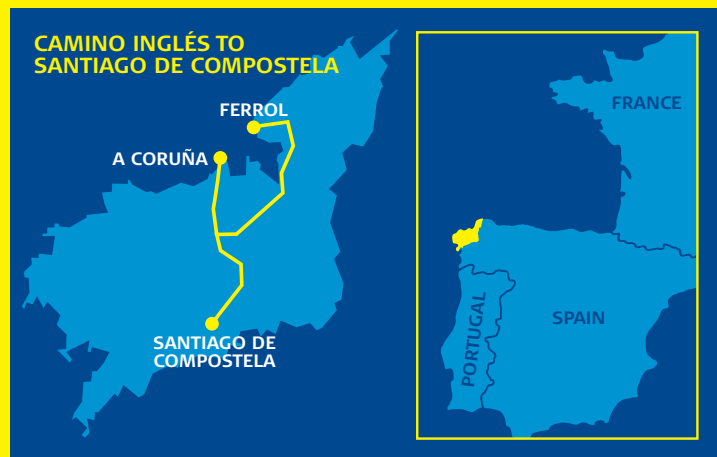 CAMINO INGLÉS TO
SANTIAGO DE COMPOSTELA
FERROL
A CORUÑA
SANTIAGO DE
COMPOSTELA
FRANCE
SPAIN
PORTUGAL